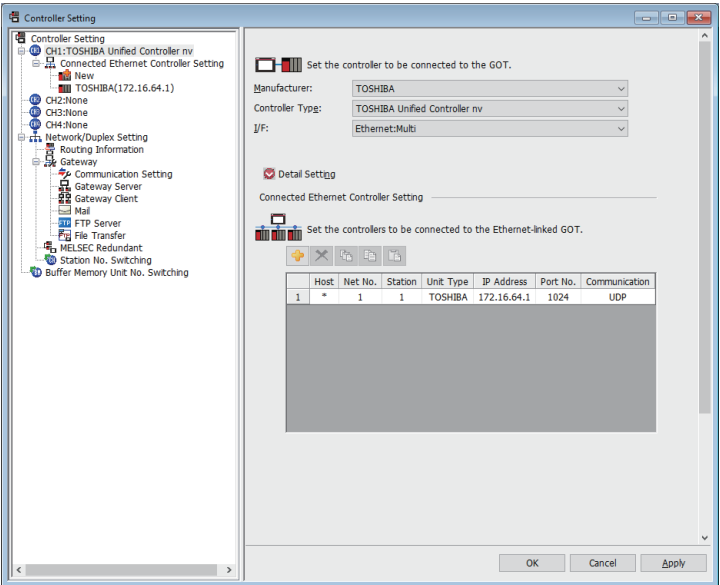 Controller Setting
Controller Setting
CH1:TOSHIBA Unified Controller nv
Connected Ethernet Controller Setting
New
TOSHIBA(172.16.64.1)
CH2:None
CH3:None
CH4:None
Network/Duplex Setting
Routing Information
Gateway
Communication Setting
Gateway Server
Gateway Client
Mail
FTP Server
File Transfer
MELSEC Redundant
Station No. Switching
Buffer Memory Unit No. Switching
Set the controller to be connected to the GOT.
Manufacturer: TOSHIBA
Controller Type: TOSHIBA Unified Controller nv
I/F: Ethernet:Multi
Detail Setting
Connected Ethernet Controller Setting
Set the controllers to be connected to the Ethernet-linked GOT.
Host Net No. Station Unit Type IP Address Port No. Communication
1 * 1 1 TOSHIBA 172.16.64.1 1024 UDP
OK Cancel Apply